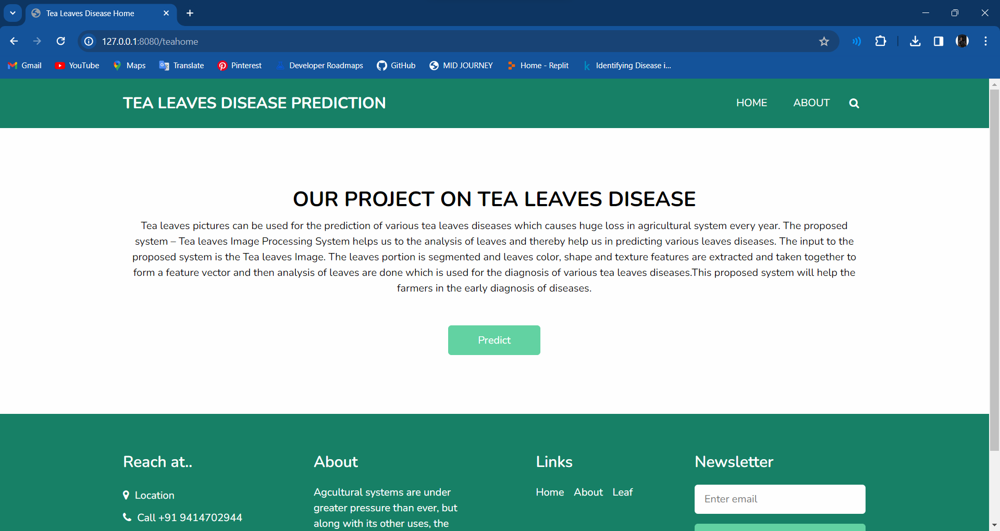 Tea Leaves Disease Home
127.0.0.1:8080/teahome
Gmail YouTube Maps Translate Pinterest Developer Roadmaps GitHub MID JOURNEY Home - Replit Identifying Disease i...
TEA LEAVES DISEASE PREDICTION HOME ABOUT
OUR PROJECT ON TEA LEAVES DISEASE
Tea leaves pictures can be used for the prediction of various tea leaves diseases which causes huge loss in agricultural system every year. The proposed
system – Tea leaves Image Processing System helps us to the analysis of leaves and thereby help us in predicting various leaves diseases. The input to the
proposed system is the Tea leaves Image. The leaves portion is segmented and leaves color, shape and texture features are extracted and taken together to
form a feature vector and then analysis of leaves are done which is used for the diagnosis of various tea leaves diseases.This proposed system will help the
farmers in the early diagnosis of diseases.
Predict
Reach at..
Location
Call +91 9414702944
About
Agcultural systems are under
greater pressure than ever, but
along with its other uses, the
Links
Home About Leaf
Newsletter
Enter email